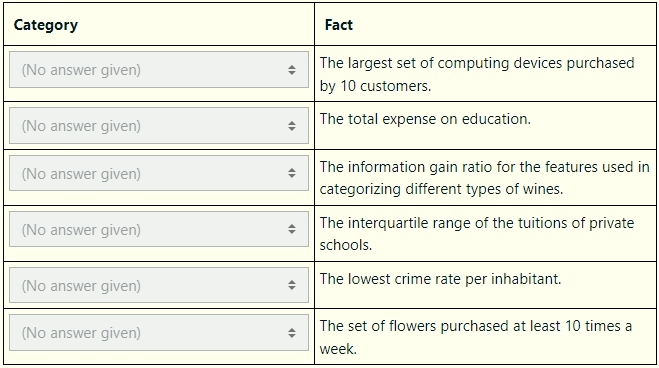 Category Fact
(No answer given) The largest set of computing devices purchased
by 10 customers.
(No answer given) The total expense on education.
(No answer given) The information gain ratio for the features used in
categorizing different types of wines.
(No answer given) The interquartile range of the tuitions of private
schools.
(No answer given) The lowest crime rate per inhabitant.
(No answer given) The set of flowers purchased at least 10 times a
week.